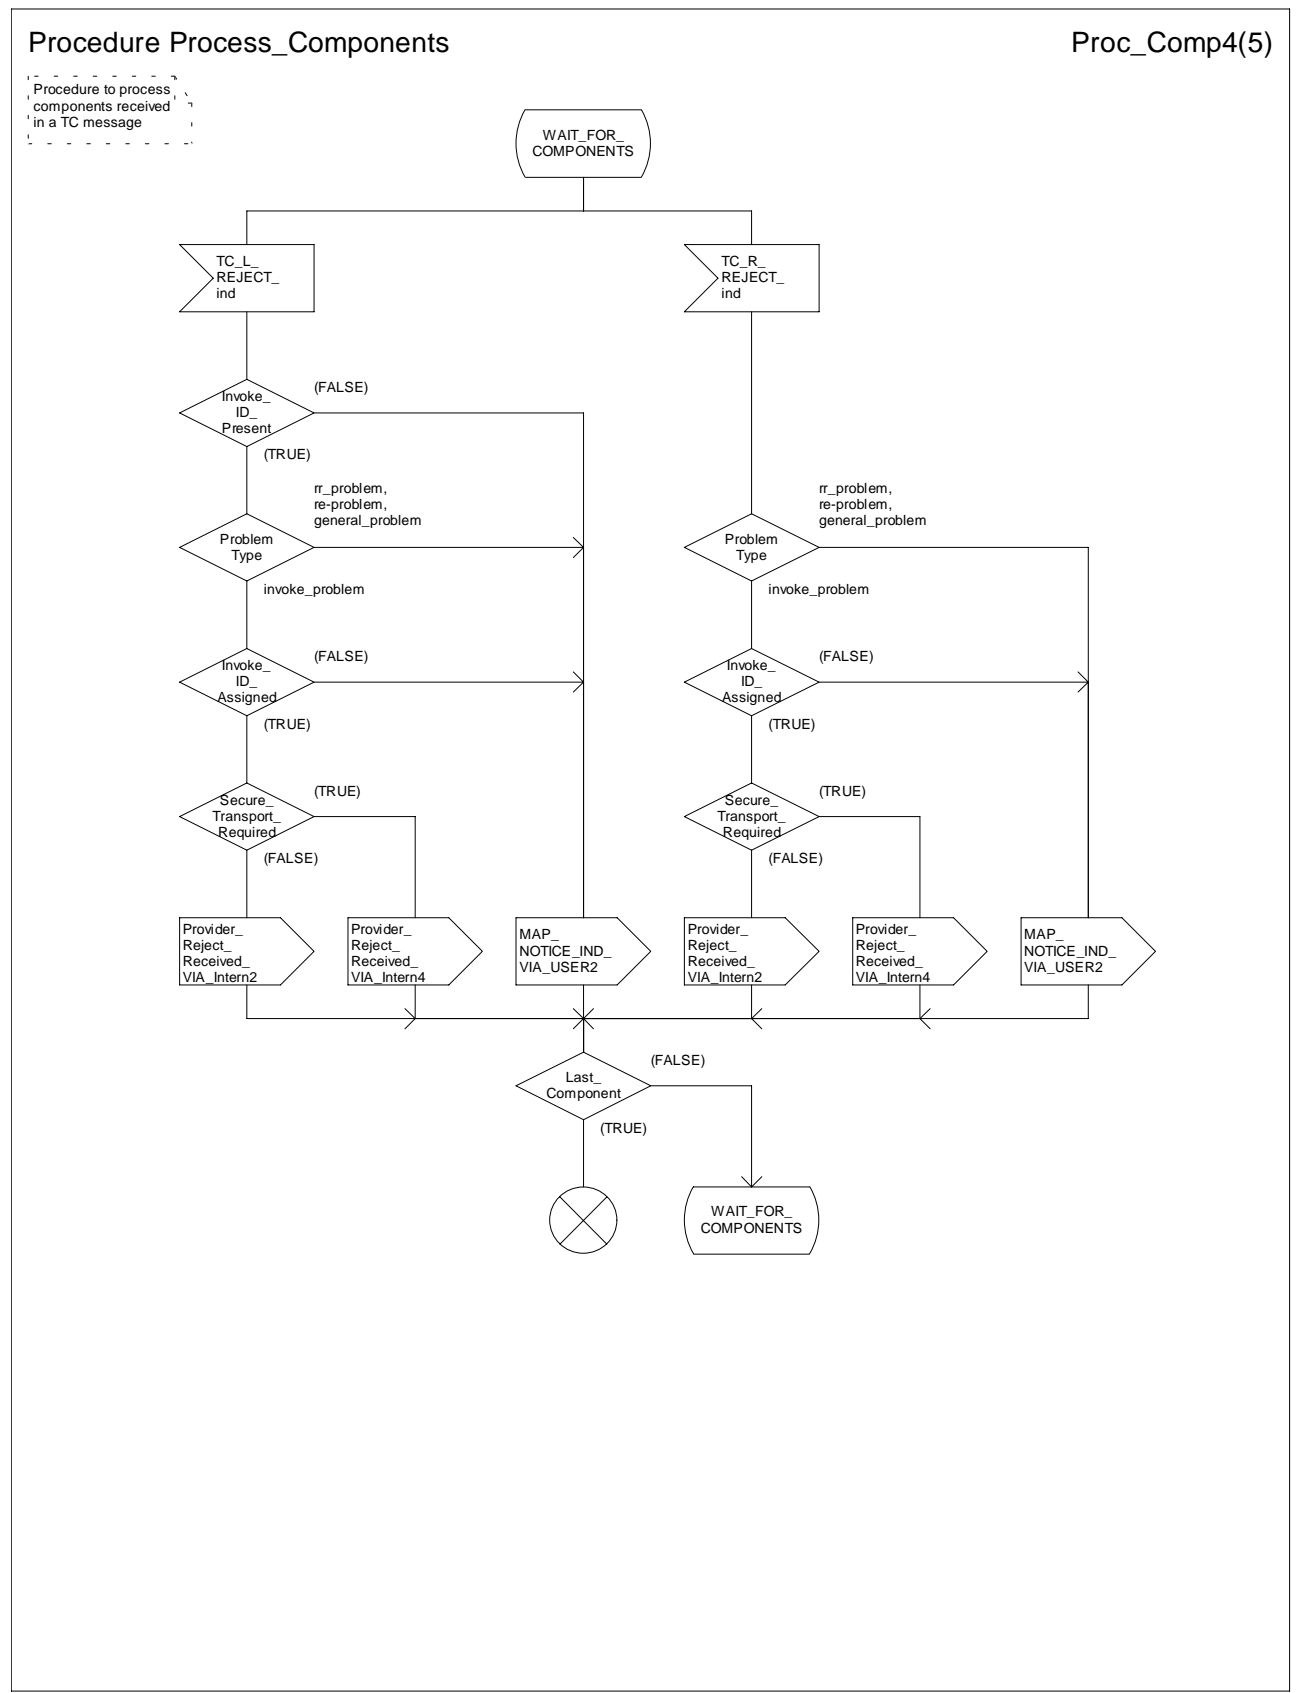 Procedure Process_Components
Proc_Comp4(5)
Procedure to process
components received
in a TC message
WAIT_FOR_
COMPONENTS
TC_L_
REJECT_
ind
TC_R_
REJECT_
ind
Invoke_
ID_
Present
(FALSE)
(TRUE)
rr_problem,
re-problem,
general_problem
Problem
Type
invoke_problem
rr_problem,
re-problem,
general_problem
Problem
Type
invoke_problem
Invoke_
ID_
Assigned
(FALSE)
(TRUE)
Invoke_
ID_
Assigned
(FALSE)
(TRUE)
Secure_
Transport_
Required
(TRUE)
(FALSE)
Secure_
Transport_
Required
(TRUE)
(FALSE)
Provider_
Reject_
Received_
VIA_Intern2
Provider_
Reject_
Received_
VIA_Intern4
MAP_
NOTICE_IND_
VIA_USER2
Provider_
Reject_
Received_
VIA_Intern2
Provider_
Reject_
Received_
VIA_Intern4
MAP_
NOTICE_IND_
VIA_USER2
Last_
Component
(FALSE)
(TRUE)
WAIT_FOR_
COMPONENTS